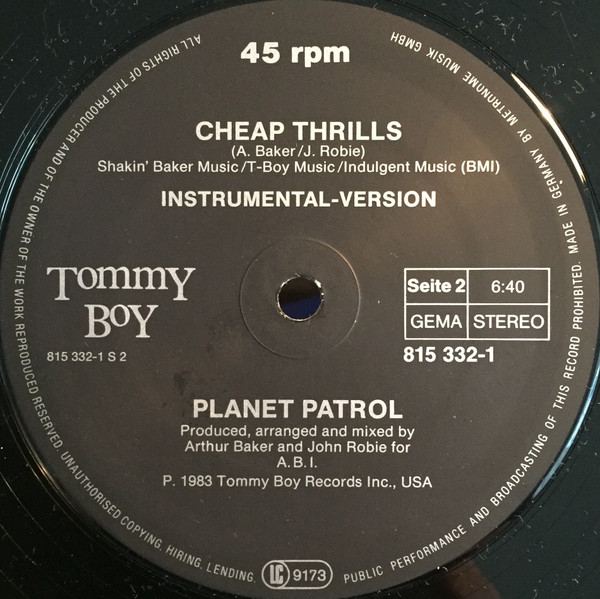 45 rpm
CHEAP THRILLS
(A. Baker/J. Robie)
Shakin' Baker Music/T-Boy Music/Indulgent Music (BMI)
INSTRUMENTAL-VERSION
Tommy
Boy
815 332-1 S 2
Seite 2 6:40
GEMA STEREO
815 332-1
PLANET PATROL
Produced, arranged and mixed by
Arthur Baker and John Robie for
A.B.I.
P. 1983 Tommy Boy Records Inc., USA
ALL RIGHTS OF THE PRODUCER AND OF THE OWNER OF THE WORK REPRODUCED RESERVED. UNAUTHORISED COPYING, HIRING, LENDING, PUBLIC PERFORMANCE AND BROADCASTING OF THIS RECORD PROHIBITED. MADE IN GERMANY BY METRONOME MUSIK GMBH
LC 9173